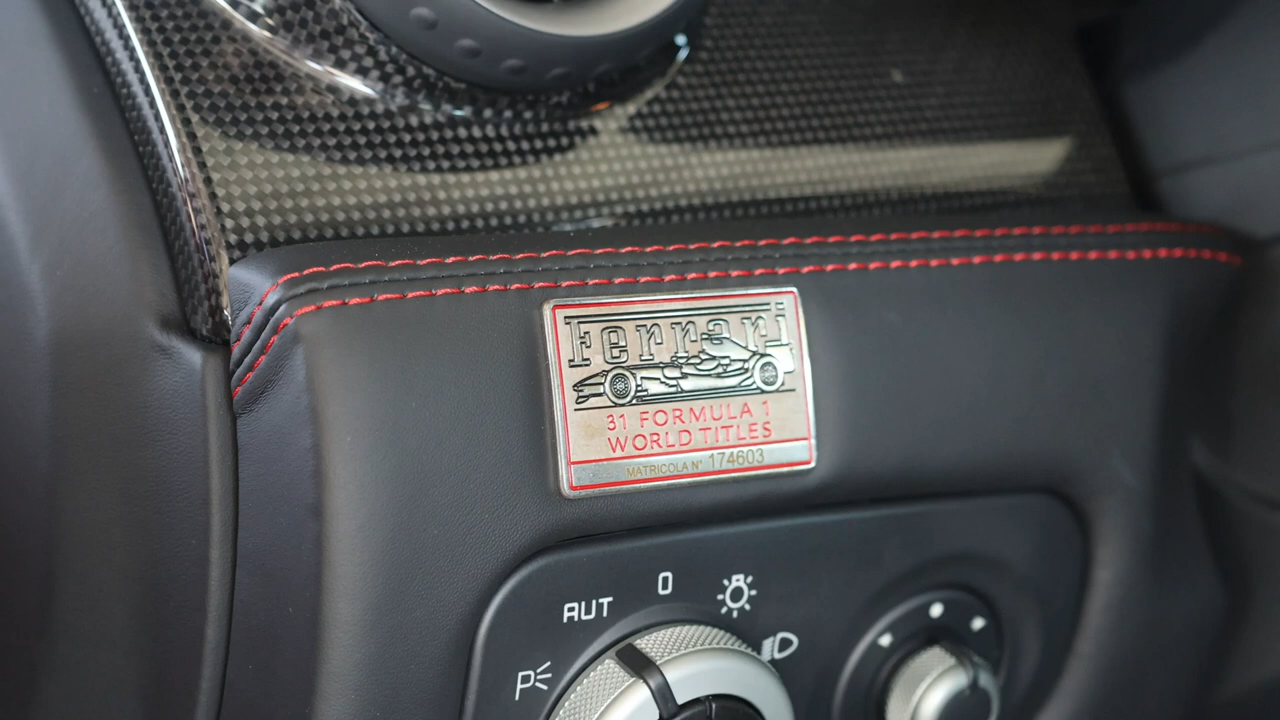 Ferrari
31 FORMULA 1
WORLD TITLES
MATRICOLA N° 174603
0
AUT
P